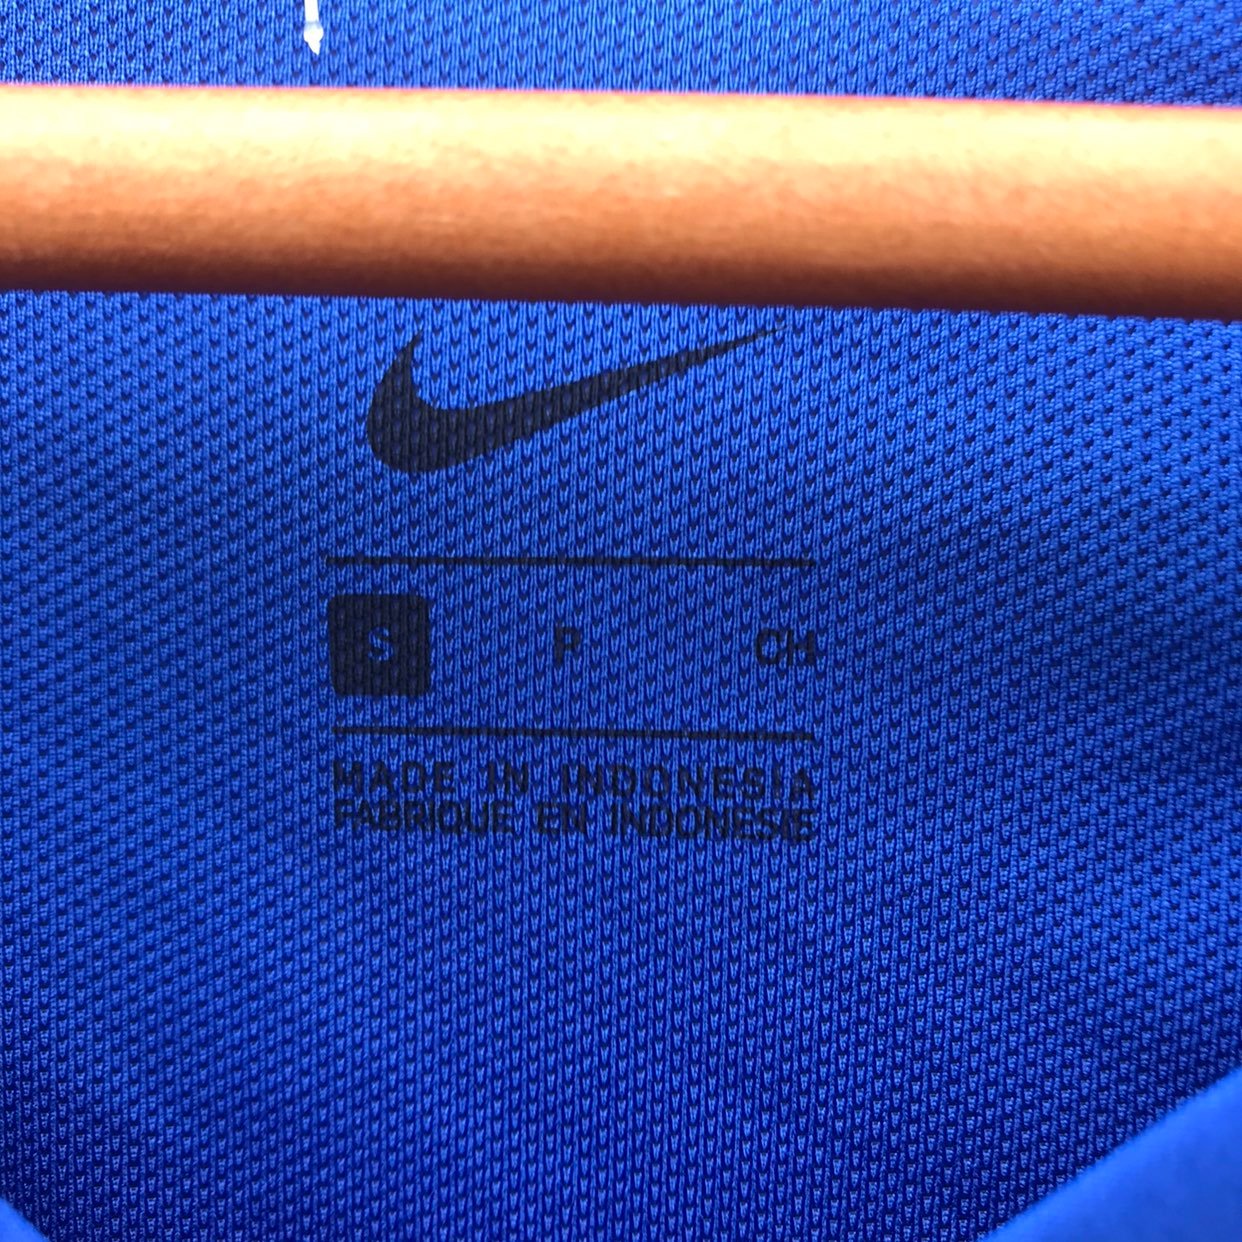 S P CH
MADE IN INDONESIA
FABRIQUE EN INDONESIE